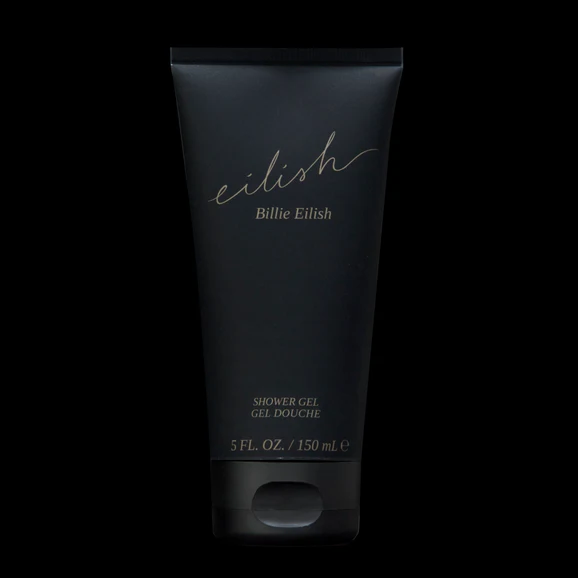 eilish
Billie Eilish
SHOWER GEL
GEL DOUCHE
5 FL. OZ. / 150 mL ℮